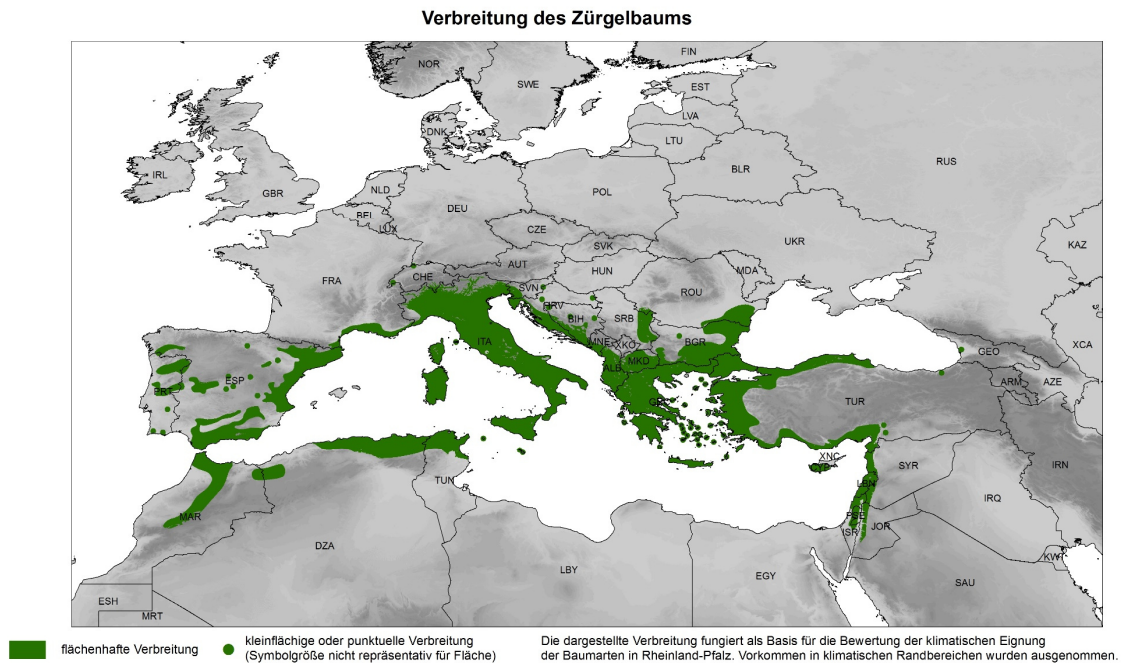 Verbreitung des Zürgelbaums
NOR
FIN
SWE
EST
LVA
DNK
LTU
RUS
IRL
BLR
GBR
NLD
POL
DEU
BEL
LUX
CZE
UKR
KAZ
SVK
AUT
HUN
MDA
CHE
FRA
SVN
ROU
HRV
BIH
SRB
ITA
MNE
XKO
BGR
XCA
GEO
MKD
ALB
ESP
ARM
AZE
PRT
GRC
TUR
XNC
CYP
SYR
IRN
TUN
LBN
IRQ
MAR
PSE
JOR
ISR
DZA
KWT
LBY
EGY
SAU
ESH
MRT
flächenhafte Verbreitung
kleinflächige oder punktuelle Verbreitung
(Symbolgröße nicht repräsentativ für Fläche)
Die dargestellte Verbreitung fungiert als Basis für die Bewertung der klimatischen Eignung
der Baumarten in Rheinland-Pfalz. Vorkommen in klimatischen Randbereichen wurden ausgenommen.